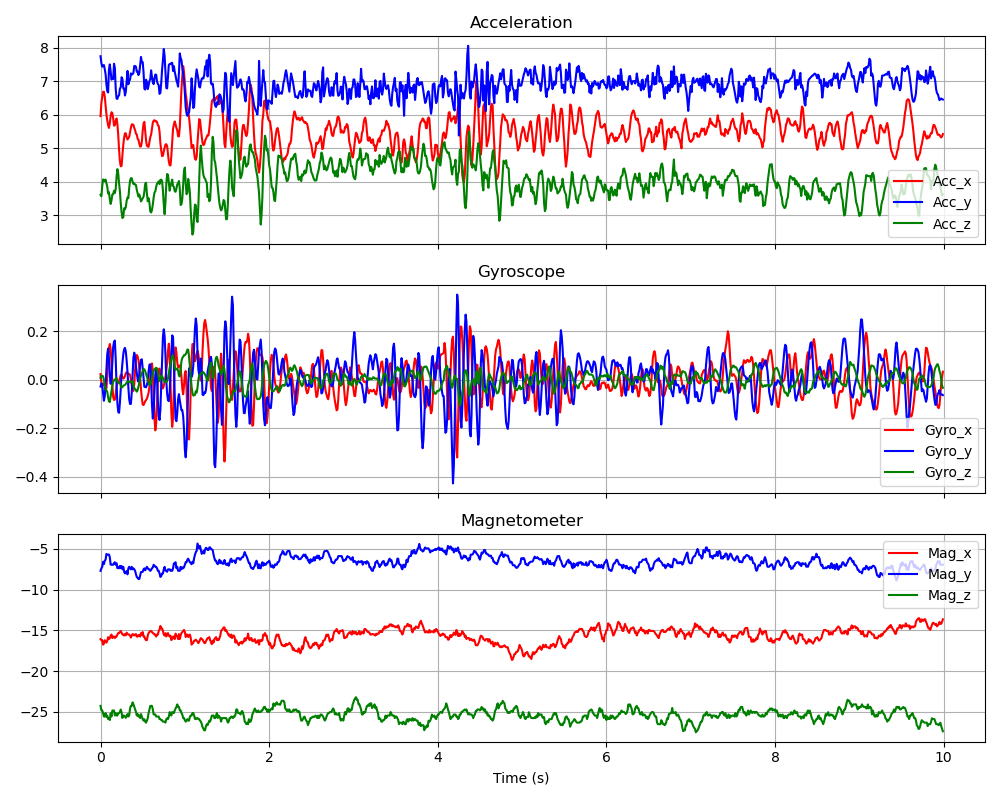 Acceleration
8
7
6
5
4
3
Acc_x
Acc_y
Acc_z
Gyroscope
0.2
0.0
−0.2
−0.4
Gyro_x
Gyro_y
Gyro_z
Magnetometer
−5
−10
−15
−20
−25
Mag_x
Mag_y
Mag_z
0 2 4 6 8 10
Time (s)